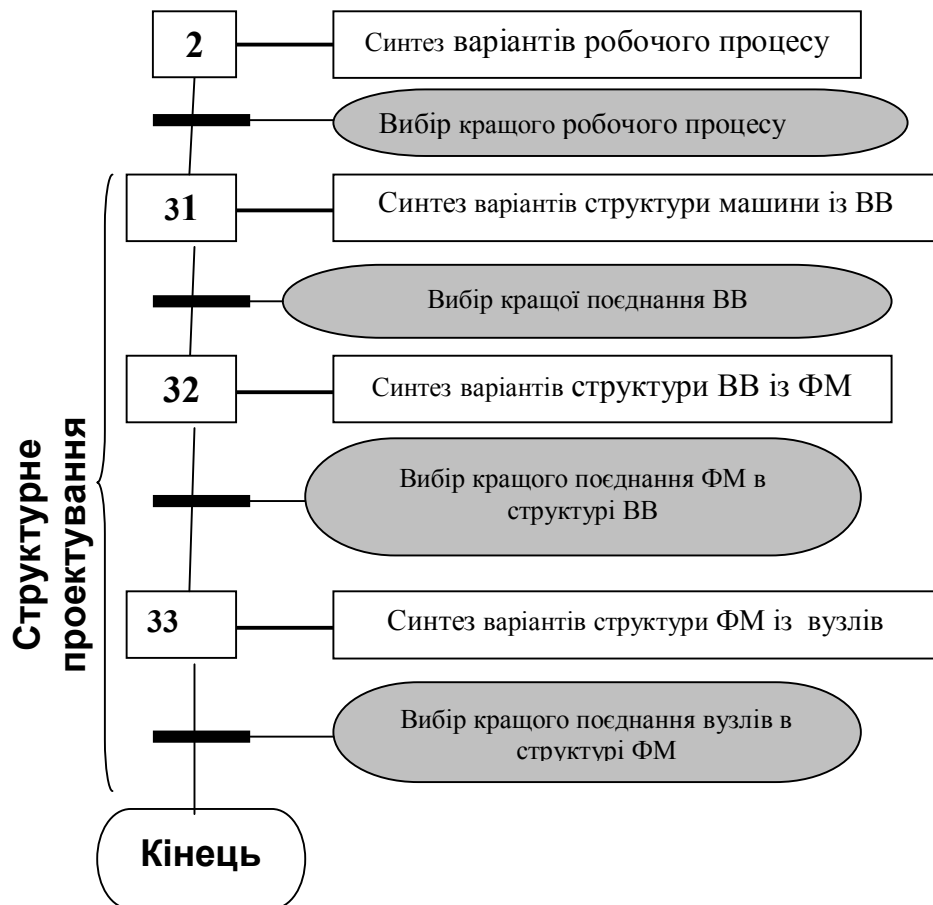 2
Синтез варіантів робочого процесу
Вибір кращого робочого процесу
31
Синтез варіантів структури машини із ВВ
Вибір кращої поєднання ВВ
32
Синтез варіантів структури ВВ із ФМ
Структурне
проектування
Вибір кращого поєднання ФМ в
структурі ВВ
33
Синтез варіантів структури ФМ із вузлів
Вибір кращого поєднання вузлів в
структурі ФМ
Кінець